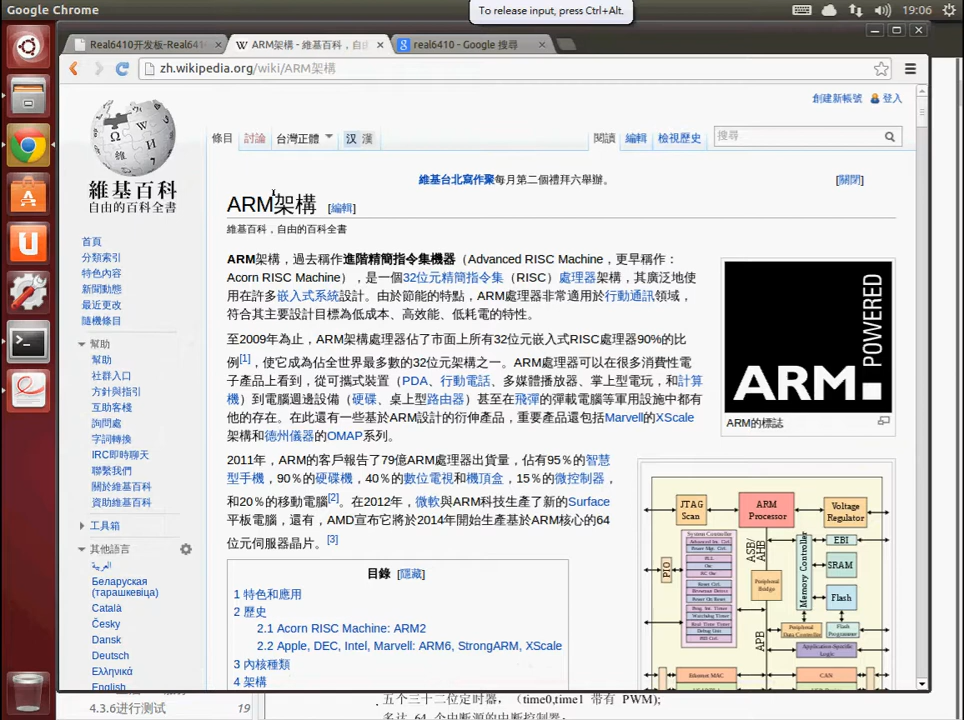 Google Chrome
To release input, press Ctrl+Alt.
19:06
Real6410开发板-Real64
ARM架構 - 維基百科，自
real6410 - Google 搜尋
zh.wikipedia.org/wiki/ARM架構
創建新帳號 登入
條目 討論 台灣正體 汉 漢 閱讀 編輯 檢視歷史 搜尋
維基百科
自由的百科全書
維基台北寫作聚每月第二個禮拜六舉辦。 [關閉]
ARM架構 [編輯]
維基百科，自由的百科全書
首頁
分類索引
特色內容
新聞動態
最近更改
隨機條目
幫助
幫助
社群入口
方針與指引
互助客棧
詢問處
字詞轉換
IRC即時聊天
聯繫我們
關於維基百科
資助維基百科
工具箱
其他語言
العربية
Беларуская
(тарашкевіца)
Català
Česky
Dansk
Deutsch
Ελληνικά
English
ARM架構，過去稱作進階精簡指令集機器（Advanced RISC Machine，更早稱作：
Acorn RISC Machine），是一個32位元精簡指令集（RISC）處理器架構，其廣泛地使
用在許多嵌入式系統設計。由於節能的特點，ARM處理器非常適用於行動通訊領域，
符合其主要設計目標為低成本、高效能、低耗電的特性。
至2009年為止，ARM架構處理器佔了市面上所有32位元嵌入式RISC處理器90%的比
例[1]，使它成為佔全世界最多數的32位元架構之一。ARM處理器可以在很多消費性電
子產品上看到，從可攜式裝置（PDA、行動電話、多媒體播放器、掌上型電玩，和計算
機）到電腦週邊設備（硬碟、桌上型路由器）甚至在飛彈的彈載電腦等軍用設施中都有
他的存在。在此還有一些基於ARM設計的衍伸產品，重要產品還包括Marvell的XScale
架構和德州儀器的OMAP系列。
2011年，ARM的客戶報告了79億ARM處理器出貨量，佔有95％的智慧
型手機，90％的硬碟機，40％的數位電視和機頂盒，15％的微控制器，
和20％的移動電腦[2]。在2012年，微軟與ARM科技生產了新的Surface
平板電腦，還有，AMD宣布它將於2014年開始生產基於ARM核心的64
位元伺服器晶片。[3]
目錄 [隱藏]
1 特色和應用
2 歷史
2.1 Acorn RISC Machine: ARM2
2.2 Apple, DEC, Intel, Marvell: ARM6, StrongARM, XScale
3 內核種類
4 架構
ARM POWERED
ARM的標誌
JTAG Scan
ARM Processor
Voltage Regulator
System Controller
ASB/AHB
Memory Controller
EBI
SRAM
Flash
PIO
Peripheral Bridge
Peripheral Data Controller
Flash Programmer
APB
Application-Specific Logic
Ethernet MAC
CAN
4.3.6进行测试 19
五个三十二位定时器，（time0,time1 带有 PWM);
多达 64 个中断源的中断控制器;